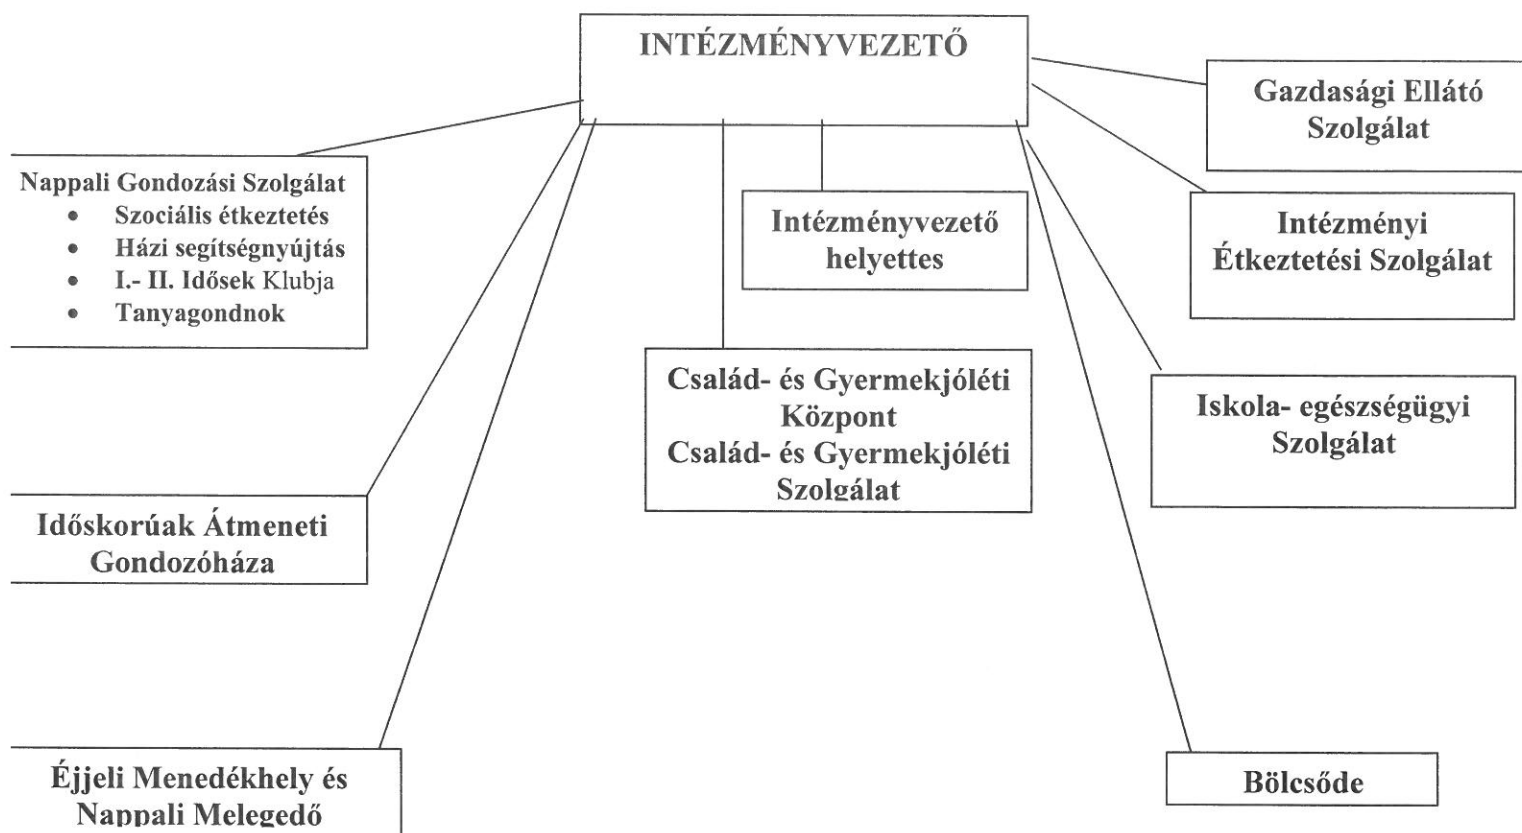 INTÉZMÉNYVEZETŐ
Gazdasági Ellátó
Szolgálat
Nappali Gondozási Szolgálat
• Szociális étkeztetés
• Házi segítségnyújtás
• I.- II. Idősek Klubja
• Tanyagondnok
Intézményvezető
helyettes
Intézményi
Étkeztetési Szolgálat
Család- és Gyermekjóléti
Központ
Család- és Gyermekjóléti
Szolgálat
Iskola- egészségügyi
Szolgálat
Időskorúak Átmeneti
Gondozóháza
Éjjeli Menedékhely és
Nappali Melegedő
Bölcsőde